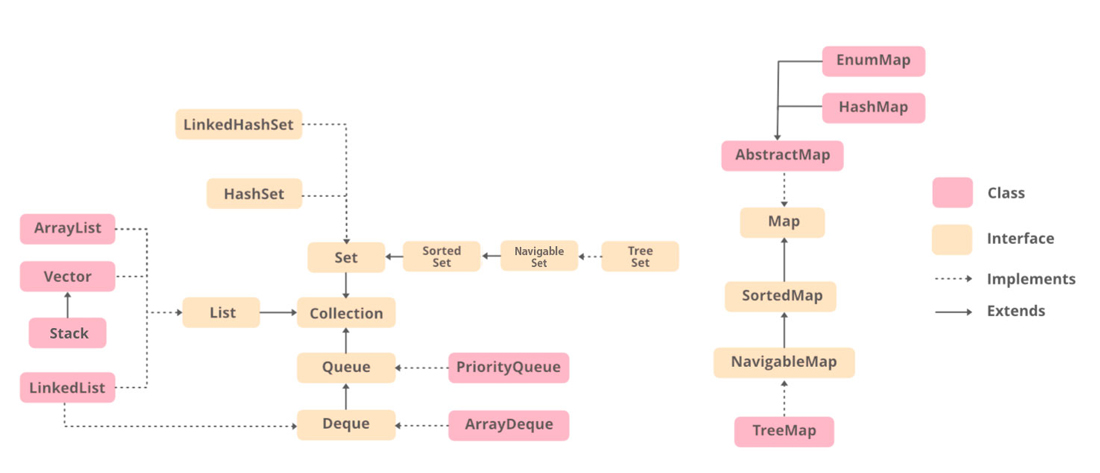 EnumMap
HashMap
LinkedHashSet
AbstractMap
HashSet
Class
ArrayList
Map
Interface
Set
Sorted
Set
Navigable
Set
Tree
Set
Vector
Implements
SortedMap
List
Collection
Extends
Stack
NavigableMap
Queue
PriorityQueue
LinkedList
Deque
ArrayDeque
TreeMap